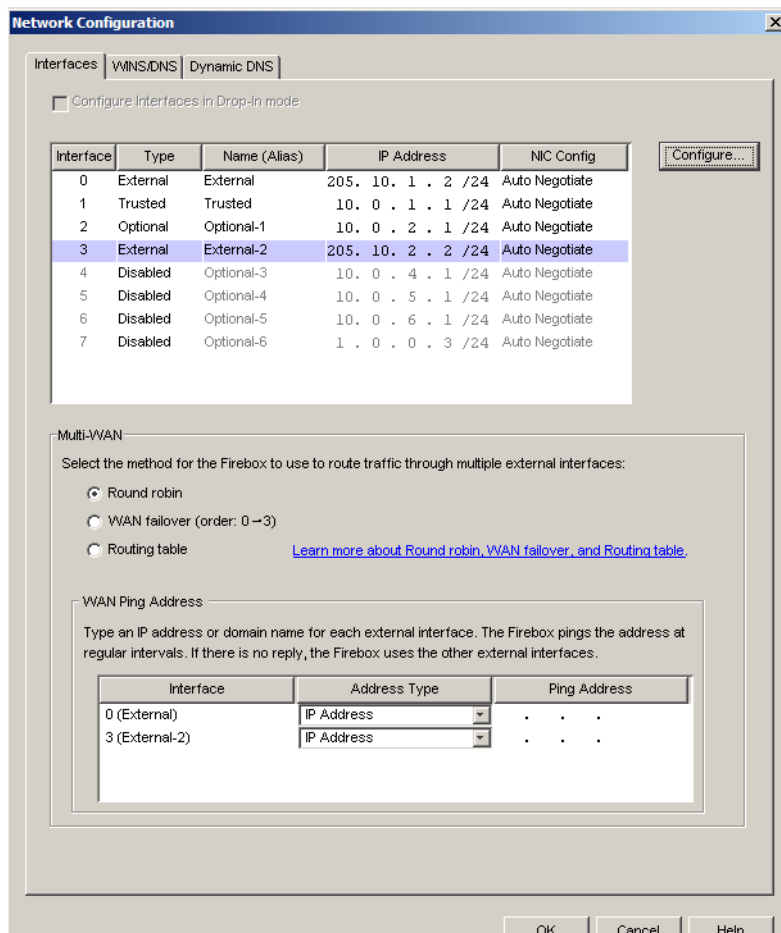 Network Configuration
Interfaces WINS/DNS Dynamic DNS
Configure Interfaces in Drop-In mode
Interface Type Name (Alias) IP Address NIC Config Configure...
0 External External 205. 10. 1 . 2 /24 Auto Negotiate
1 Trusted Trusted 10. 0 . 1 . 1 /24 Auto Negotiate
2 Optional Optional-1 10. 0 . 2 . 1 /24 Auto Negotiate
3 External External-2 205. 10. 2 . 2 /24 Auto Negotiate
4 Disabled Optional-3 10. 0 . 4 . 1 /24 Auto Negotiate
5 Disabled Optional-4 10. 0 . 5 . 1 /24 Auto Negotiate
6 Disabled Optional-5 10. 0 . 6 . 1 /24 Auto Negotiate
7 Disabled Optional-6 1 . 0 . 0 . 3 /24 Auto Negotiate
Multi-WAN
Select the method for the Firebox to use to route traffic through multiple external interfaces:
Round robin
WAN failover (order: 0→3)
Routing table Learn more about Round robin, WAN failover, and Routing table.
WAN Ping Address
Type an IP address or domain name for each external interface. The Firebox pings the address at
regular intervals. If there is no reply, the Firebox uses the other external interfaces.
Interface Address Type Ping Address
0 (External) IP Address . . .
3 (External-2) IP Address . . .
OK Cancel Help